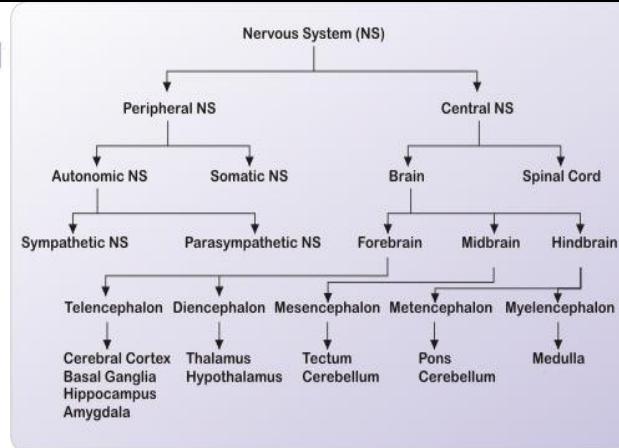 Nervous System (NS)
Peripheral NS Central NS
Autonomic NS Somatic NS Brain Spinal Cord
Sympathetic NS Parasympathetic NS Forebrain Midbrain Hindbrain
Telencephalon Diencephalon Mesencephalon Metencephalon Myelencephalon
Cerebral Cortex Thalamus Tectum Pons Medulla
Basal Ganglia Hypothalamus Cerebellum Cerebellum
Hippocampus
Amygdala